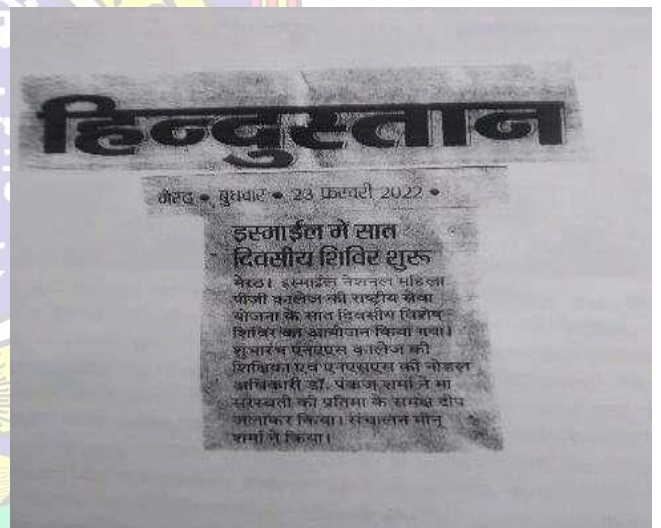 हिन्दुस्तान
मेरठ • बुधवार • 23 फरवरी 2022 •
इस्माईल में सात
दिवसीय शिविर शुरू
मेरठ। इस्माईल नेशनल महिला
पीजी कालेज की राष्ट्रीय सेवा
योजना के सात दिवसीय विशेष
शिविर का आयोजन किया गया।
शुभारंभ एनएएस कालेज की
शिक्षिका एवं एनएसएस की नोडल
अधिकारी डॉ. पंकज शर्मा ने मां
सरस्वती की प्रतिमा के समक्ष दीप
जलाकर किया। संचालन मीनू
शर्मा ने किया।